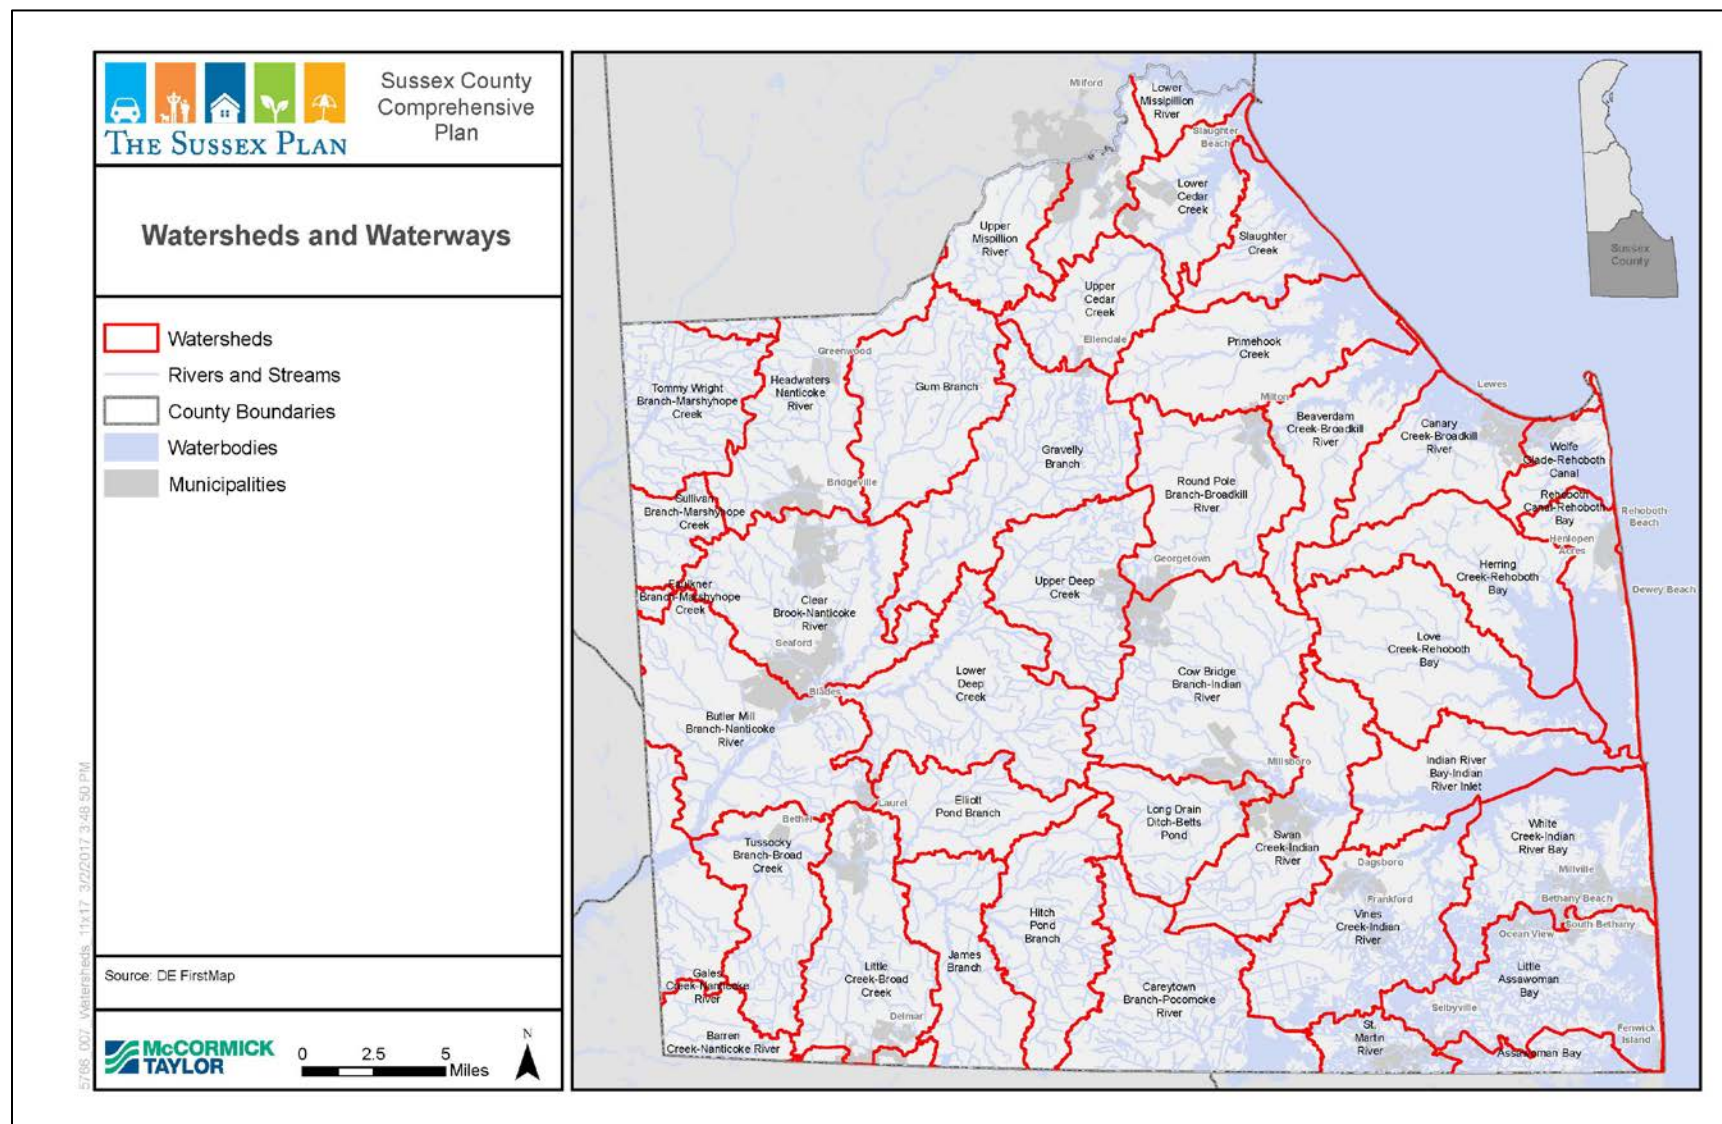 THE SUSSEX PLAN
Sussex County
Comprehensive
Plan
Watersheds and Waterways
Watersheds
Rivers and Streams
County Boundaries
Waterbodies
Municipalities
Source: DE FirstMap
McCORMICK
TAYLOR
0 2.5 5
Miles
N
5766_007_Watersheds 11x17 3/2/2017 3:48:50 PM
Milford
Lower
Missipillion
River
Slaughter
Beach
Lower
Cedar
Creek
Upper
Mispillion
River
Slaughter
Creek
Upper
Cedar
Creek
Ellendale
Primehook
Creek
Sussex
County
Greenwood
Tommy Wright
Branch-Marshyhope
Creek
Headwaters
Nanticoke
River
Gum Branch
Milton
Beaverdam
Creek-Broadkill
River
Lewes
Canary
Creek-Broadkill
River
Wolfe
Glade-Rehoboth
Canal
Gravelly
Branch
Bridgeville
Sullivan
Branch-Marshyhope
Creek
Round Pole
Branch-Broadkill
River
Rehoboth
Canal-Rehoboth
Bay
Rehoboth
Beach
Henlopen
Acres
Georgetown
Upper Deep
Creek
Herring
Creek-Rehoboth
Bay
Dewey Beach
Faulkner
Branch-Marshyhope
Creek
Clear
Brook-Nanticoke
River
Seaford
Love
Creek-Rehoboth
Bay
Lower
Deep
Creek
Cow Bridge
Branch-Indian
River
Blades
Butler Mill
Branch-Nanticoke
River
Millsboro
Indian River
Bay-Indian
River Inlet
Laurel
Elliott
Pond Branch
Long Drain
Ditch-Betts
Pond
Bethel
Tussocky
Branch-Broad
Creek
Swan
Creek-Indian
River
White
Creek-Indian
River Bay
Dagsboro
Millville
Frankford
Bethany Beach
Hitch
Pond
Branch
Vines
Creek-Indian
River
South Bethany
Ocean View
James
Branch
Gales
Creek-Nanticoke
River
Little
Creek-Broad
Creek
Careytown
Branch-Pocomoke
River
Little
Assawoman
Bay
Selbyville
Delmar
Barren
Creek-Nanticoke River
St.
Martin
River
Fenwick
Island
Assawoman Bay